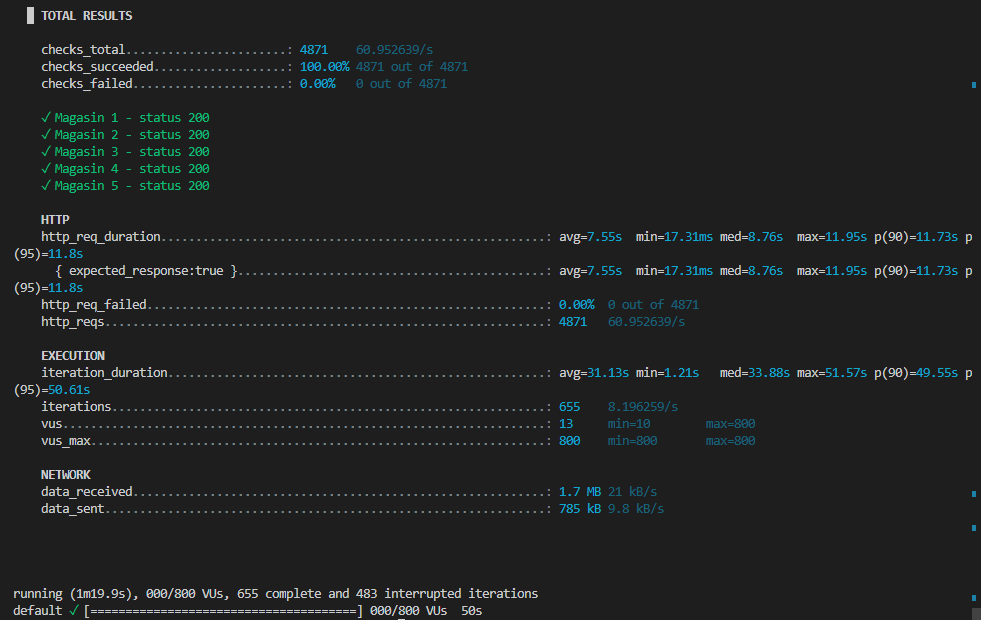 TOTAL RESULTS
checks_total.......................: 4871 60.952639/s
checks_succeeded...................: 100.00% 4871 out of 4871
checks_failed......................: 0.00% 0 out of 4871
✓ Magasin 1 - status 200
✓ Magasin 2 - status 200
✓ Magasin 3 - status 200
✓ Magasin 4 - status 200
✓ Magasin 5 - status 200
HTTP
http_req_duration.......................................................: avg=7.55s min=17.31ms med=8.76s max=11.95s p(90)=11.73s p
(95)=11.8s
{ expected_response:true }............................................: avg=7.55s min=17.31ms med=8.76s max=11.95s p(90)=11.73s p
(95)=11.8s
http_req_failed.........................................................: 0.00% 0 out of 4871
http_reqs...............................................................: 4871 60.952639/s
EXECUTION
iteration_duration......................................................: avg=31.13s min=1.21s med=33.88s max=51.57s p(90)=49.55s p
(95)=50.61s
iterations..............................................................: 655 8.196259/s
vus.....................................................................: 13 min=10 max=800
vus_max.................................................................: 800 min=800 max=800
NETWORK
data_received...........................................................: 1.7 MB 21 kB/s
data_sent...............................................................: 785 kB 9.8 kB/s
running (1m19.9s), 000/800 VUs, 655 complete and 483 interrupted iterations
default ✓ [======================================] 000/800 VUs 50s